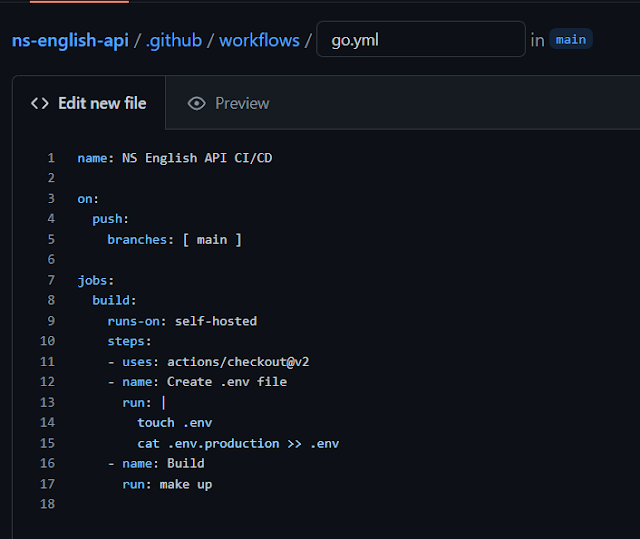 ns-english-api / .github / workflows / go.yml in main
<> Edit new file Preview
1 name: NS English API CI/CD
2
3 on:
4   push:
5     branches: [ main ]
6
7 jobs:
8   build:
9     runs-on: self-hosted
10     steps:
11     - uses: actions/checkout@v2
12     - name: Create .env file
13       run: |
14         touch .env
15         cat .env.production >> .env
16     - name: Build
17       run: make up
18